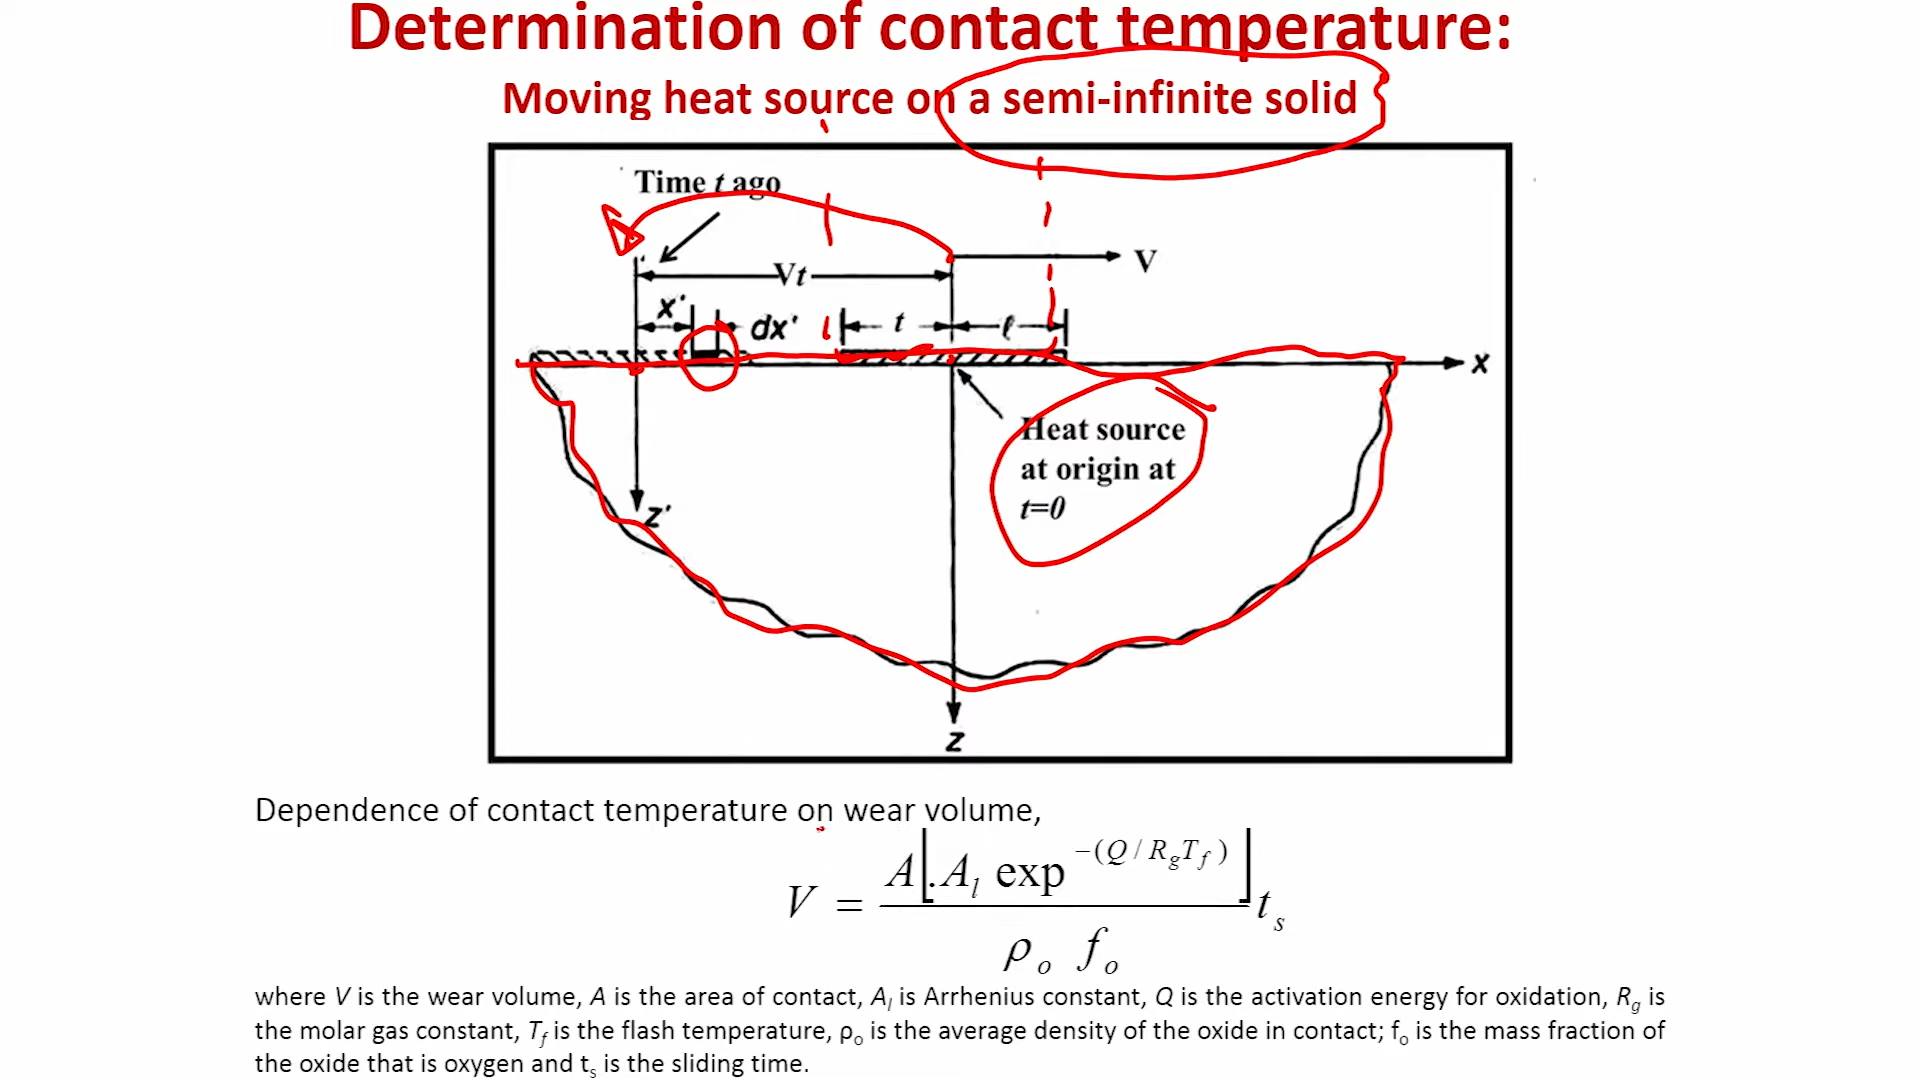 Determination of contact temperature:
Moving heat source on a semi-infinite solid
Time t ago
Vt
V
x'
dx'
l
t
ℓ
x
Heat source
at origin at
t=0
z'
z
Dependence of contact temperature on wear volume,
V = A⌊.A_l exp^{-(Q / R_g T_f )}⌋ / ρ_o f_o t_s
where V is the wear volume, A is the area of contact, A_l is Arrhenius constant, Q is the activation energy for oxidation, R_g is
the molar gas constant, T_f is the flash temperature, ρ_o is the average density of the oxide in contact; f_o is the mass fraction of
the oxide that is oxygen and t_s is the sliding time.